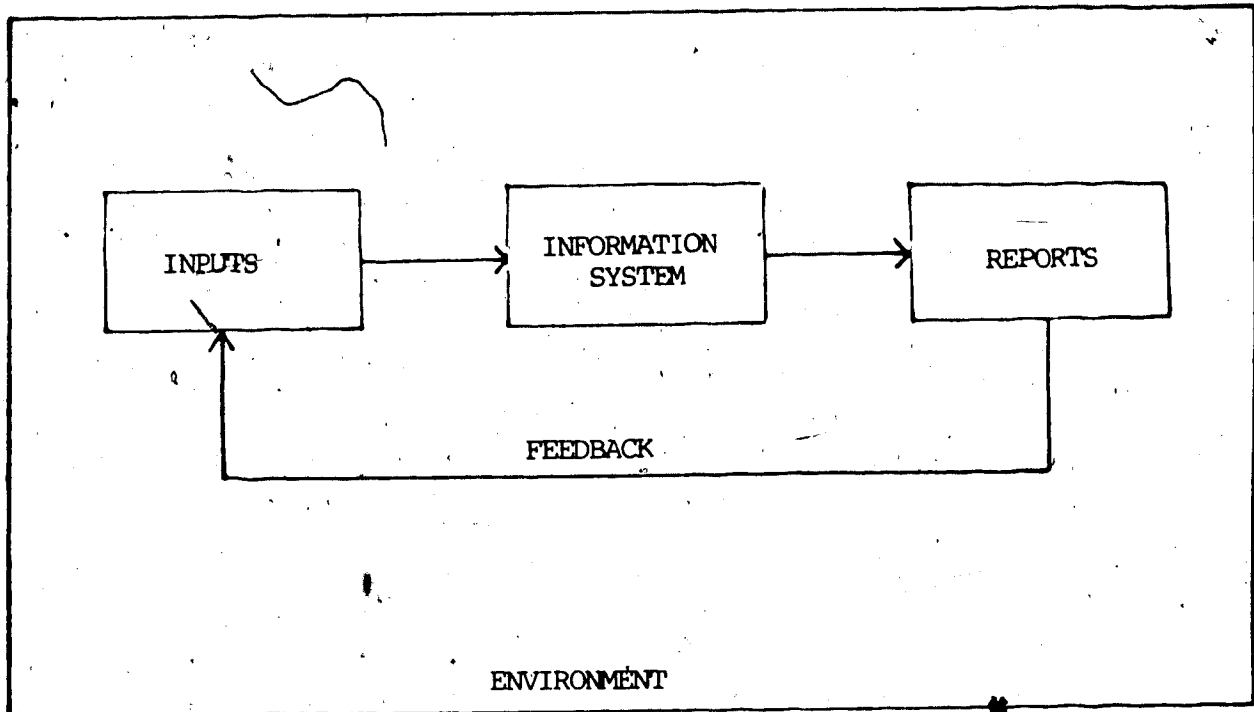 INPUTS
INFORMATION
SYSTEM
REPORTS
FEEDBACK
ENVIRONMENT